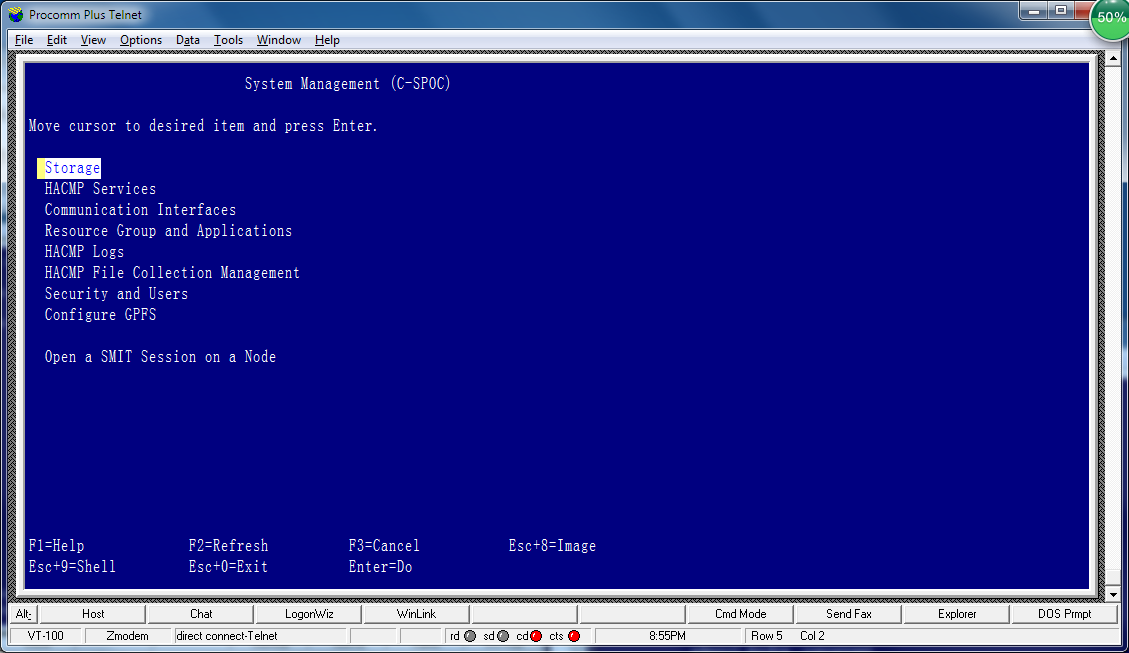 Procomm Plus Telnet
50%
File Edit View Options Data Tools Window Help
System Management (C-SPOC)
Move cursor to desired item and press Enter.
Storage
HACMP Services
Communication Interfaces
Resource Group and Applications
HACMP Logs
HACMP File Collection Management
Security and Users
Configure GPFS
Open a SMIT Session on a Node
F1=Help F2=Refresh F3=Cancel Esc+8=Image
Esc+9=Shell Esc+0=Exit Enter=Do
Alt- Host Chat LogonWiz WinLink Cmd Mode Send Fax Explorer DOS Prmpt
VT-100 Zmodem direct connect-Telnet rd sd cd cts 8:55PM Row 5 Col 2